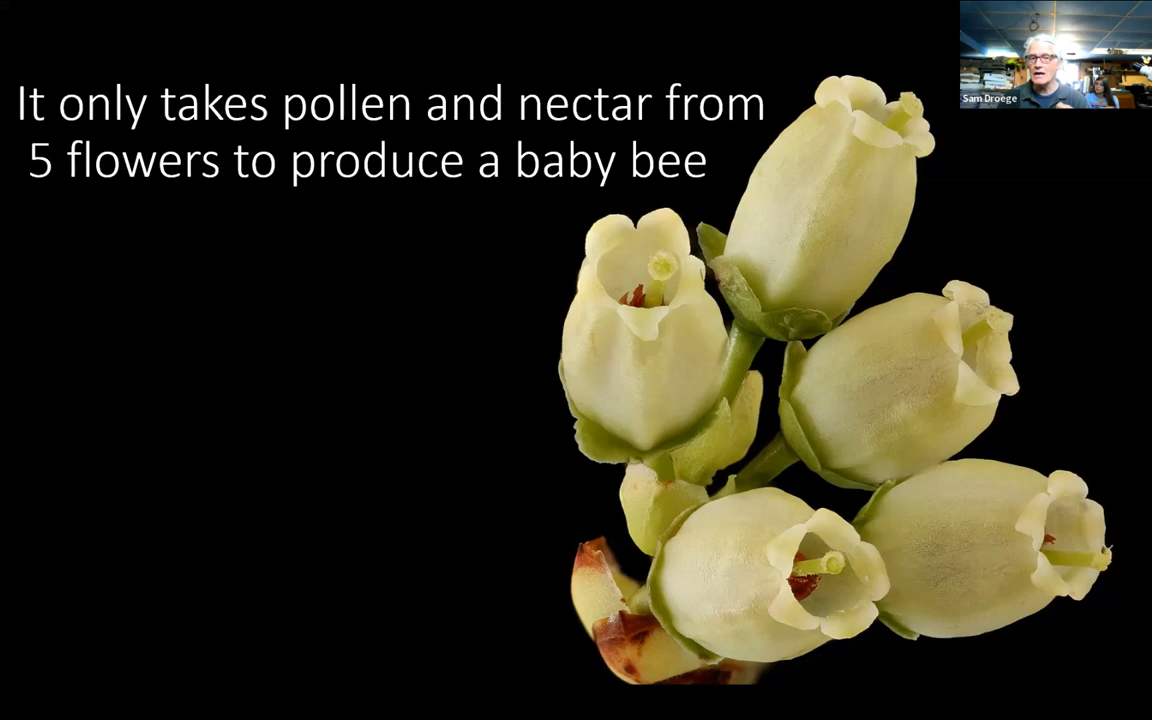 It only takes pollen and nectar from
5 flowers to produce a baby bee
Sam Droege